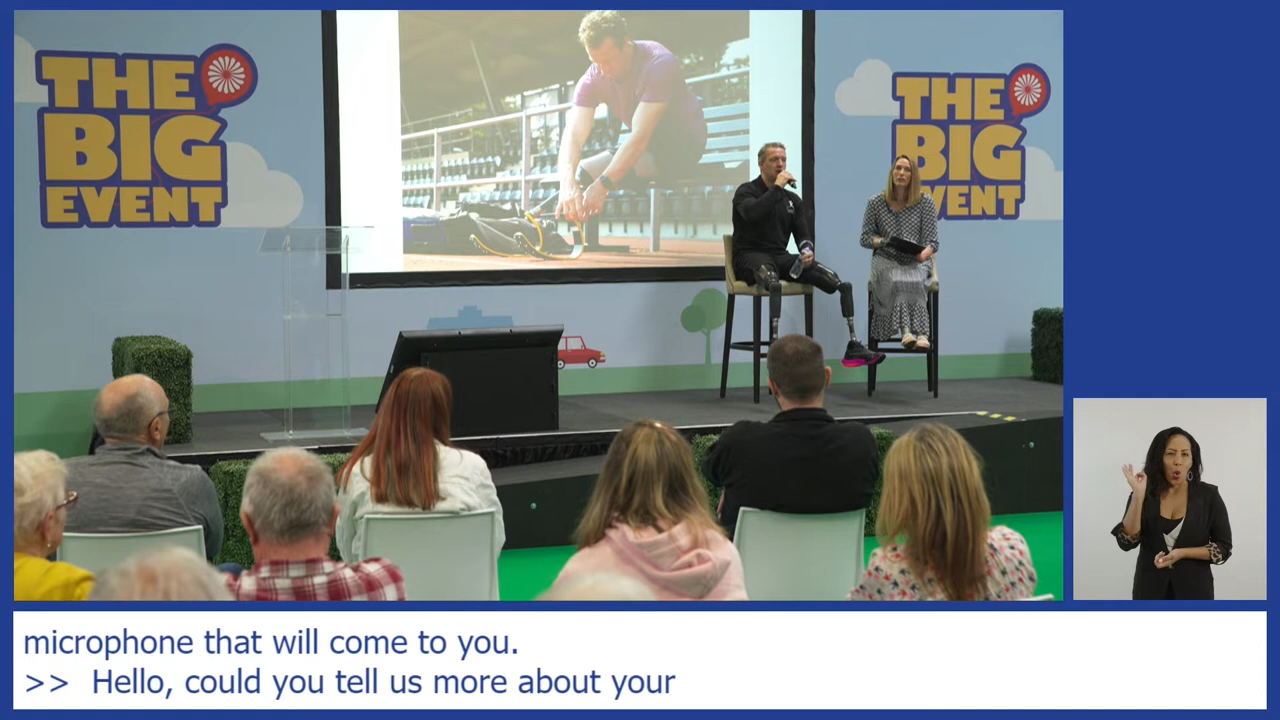 THE
BIG
EVENT
THE
BIG
EVENT
microphone that will come to you.
>> Hello, could you tell us more about your